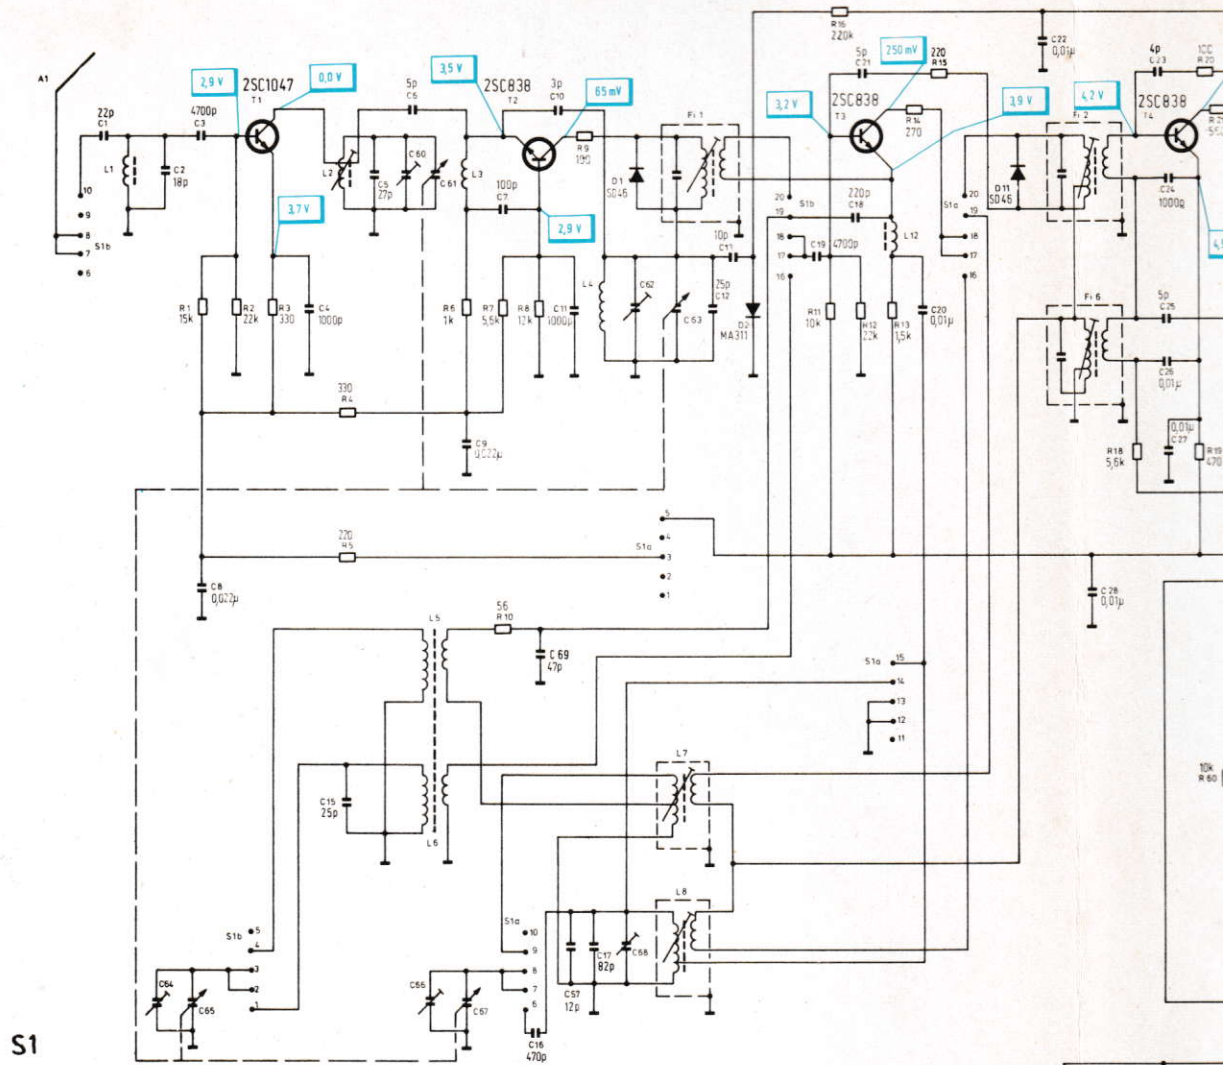 R16
220k
C22
0,01µ
5p
C21
250 mV
220
R15
4p
C23
R20
A1
2,9 V
2SC1047
T1
0,0 V
5p
C6
3,5 V
2SC838
T2
3p
C10
65 mV
3,2 V
2SC838
T3
R14
270
3,9 V
4,2 V
2SC838
T4
22p
C1
4700p
C3
L1
C2
18p
L2
C5
27p
C60
C61
L3
100p
C7
R9
100
D1
SD46
Fi 1
Fi 2
D11
SD46
C24
1000p
10
9
8
7
6
S1b
3,7 V
2,9 V
10p
C13
20
19
18
17
16
S1b
220p
C18
C19
4700p
L12
S1a
20
19
18
17
16
R1
15k
R2
22k
R3
330
C4
1000p
R6
1k
R7
5,6k
R8
12k
C11
1000p
L4
C62
C63
25p
C12
D2
MA311
R11
10k
R12
22k
R13
1,5k
C20
0,01µ
Fi 6
5p
C25
C26
0,01µ
330
R4
C9
0,022µ
0,01µ
C27
R18
5,6k
R19
470
220
R5
S1a
5
4
3
2
1
C8
0,022µ
C28
0,01µ
L5
56
R10
C69
47p
S1a
15
14
13
12
11
C15
25p
L6
L7
10k
R60
L8
S1b
5
4
3
2
1
S1a
10
9
8
7
6
C64
C65
C66
C67
C57
12p
C17
82p
C68
C16
470p
S1